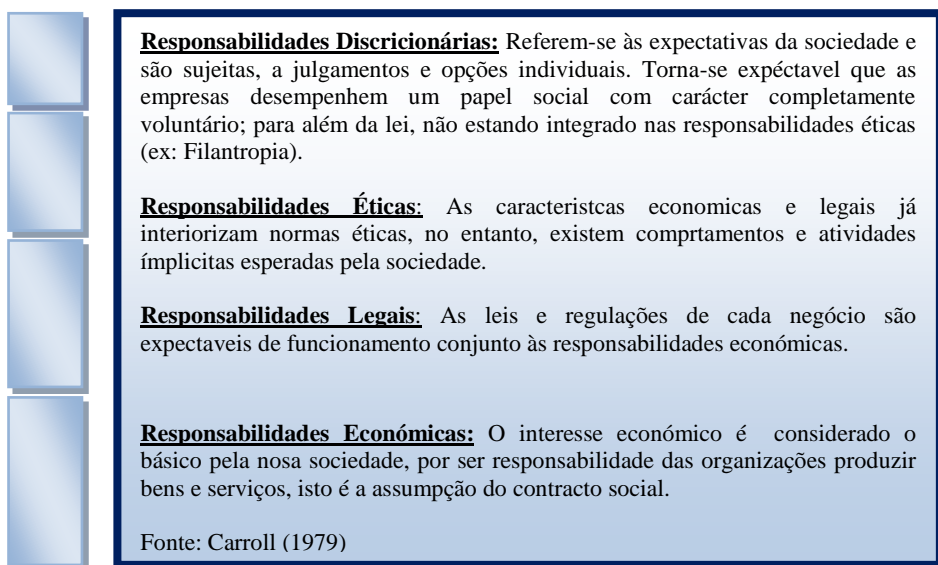 Responsabilidades Discricionárias: Referem-se às expectativas da sociedade e
são sujeitas, a julgamentos e opções individuais. Torna-se expéctavel que as
empresas desempenhem um papel social com carácter completamente
voluntário; para além da lei, não estando integrado nas responsabilidades éticas
(ex: Filantropia).
Responsabilidades Éticas: As caracteristcas economicas e legais já
interiorizam normas éticas, no entanto, existem comprtamentos e atividades
ímplicitas esperadas pela sociedade.
Responsabilidades Legais: As leis e regulações de cada negócio são
expectaveis de funcionamento conjunto às responsabilidades económicas.
Responsabilidades Económicas: O interesse económico é considerado o
básico pela nosa sociedade, por ser responsabilidade das organizações produzir
bens e serviços, isto é a assumpção do contracto social.
Fonte: Carroll (1979)